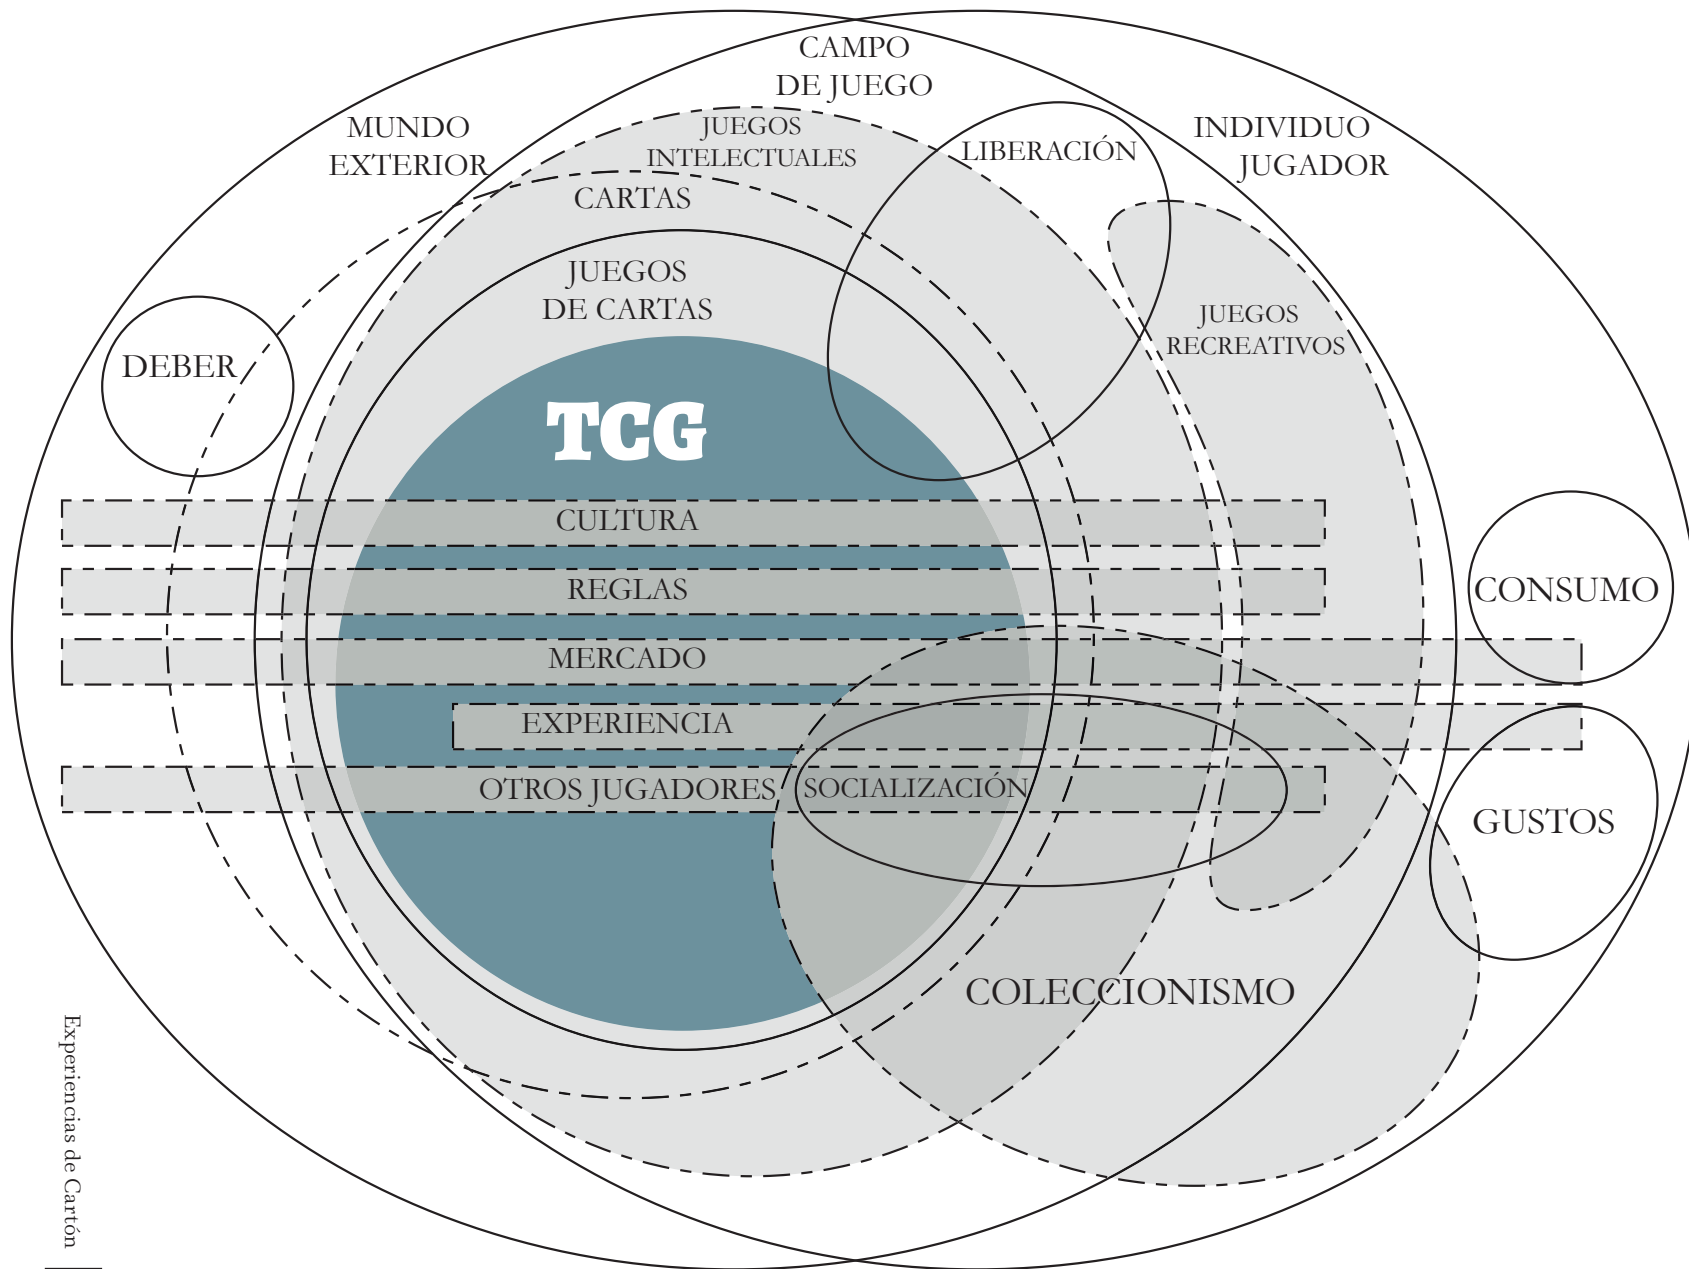 CAMPO
DE JUEGO
MUNDO
EXTERIOR
JUEGOS
INTELECTUALES
LIBERACIÓN
INDIVIDUO
JUGADOR
CARTAS
JUEGOS
DE CARTAS
JUEGOS
RECREATIVOS
DEBER
TCG
CULTURA
REGLAS
CONSUMO
MERCADO
EXPERIENCIA
OTROS JUGADORES
SOCIALIZACIÓN
GUSTOS
COLECCIONISMO
Experiencias de Cartón